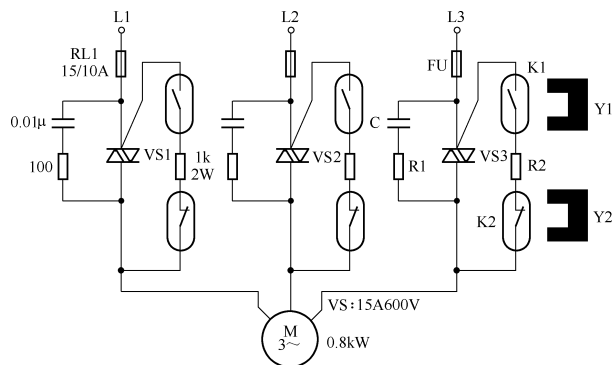 L1
L2
L3
RL1
15/10A
FU
K1
Y1
0.01μ
C
VS1
1k
2W
VS2
VS3
100
R1
R2
K2
Y2
VS:15A600V
M
3~
0.8kW